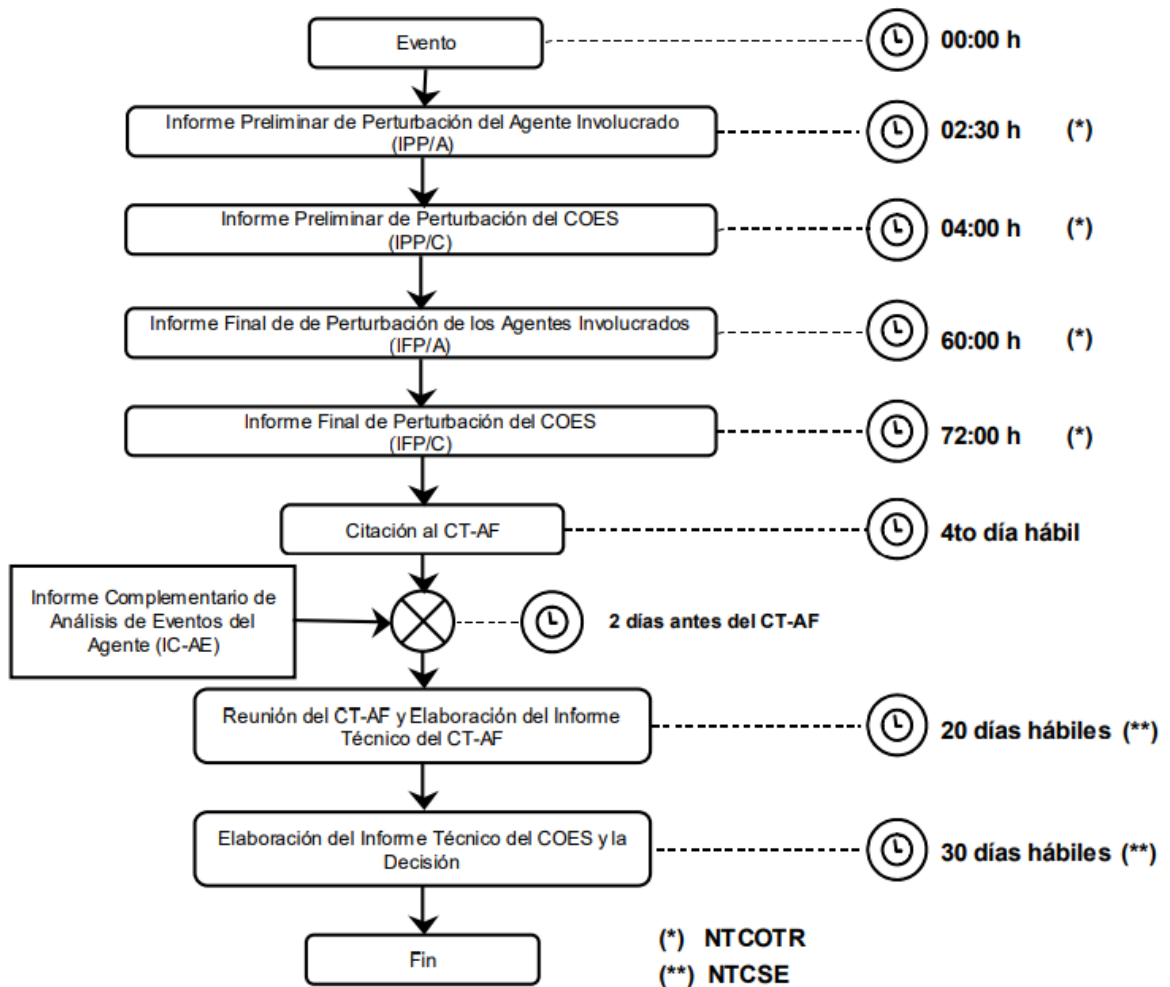 Evento
00:00 h
Informe Preliminar de Perturbación del Agente Involucrado
(IPP/A)
02:30 h (*)
Informe Preliminar de Perturbación del COES
(IPP/C)
04:00 h (*)
Informe Final de de Perturbación de los Agentes Involucrados
(IFP/A)
60:00 h (*)
Informe Final de Perturbación del COES
(IFP/C)
72:00 h (*)
Citación al CT-AF
4to día hábil
Informe Complementario de
Análisis de Eventos del
Agente (IC-AE)
2 días antes del CT-AF
Reunión del CT-AF y Elaboración del Informe
Técnico del CT-AF
20 días hábiles (**)
Elaboración del Informe Técnico del COES y la
Decisión
30 días hábiles (**)
Fin
(*) NTCOTR
(**) NTCSE